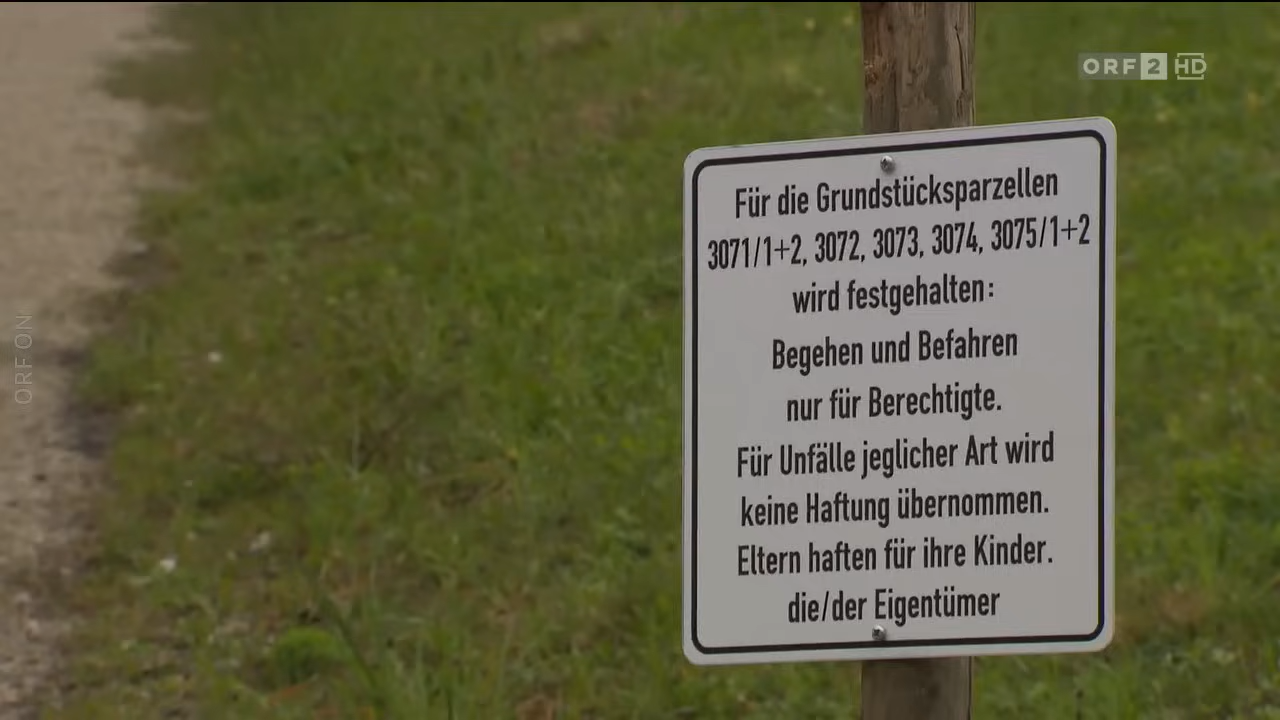 ORF 2 HD
Für die Grundstücksparzellen
3071/1+2, 3072, 3073, 3074, 3075/1+2
wird festgehalten:
Begehen und Befahren
nur für Berechtigte.
Für Unfälle jeglicher Art wird
keine Haftung übernommen.
Eltern haften für ihre Kinder.
die/der Eigentümer
ORF ON